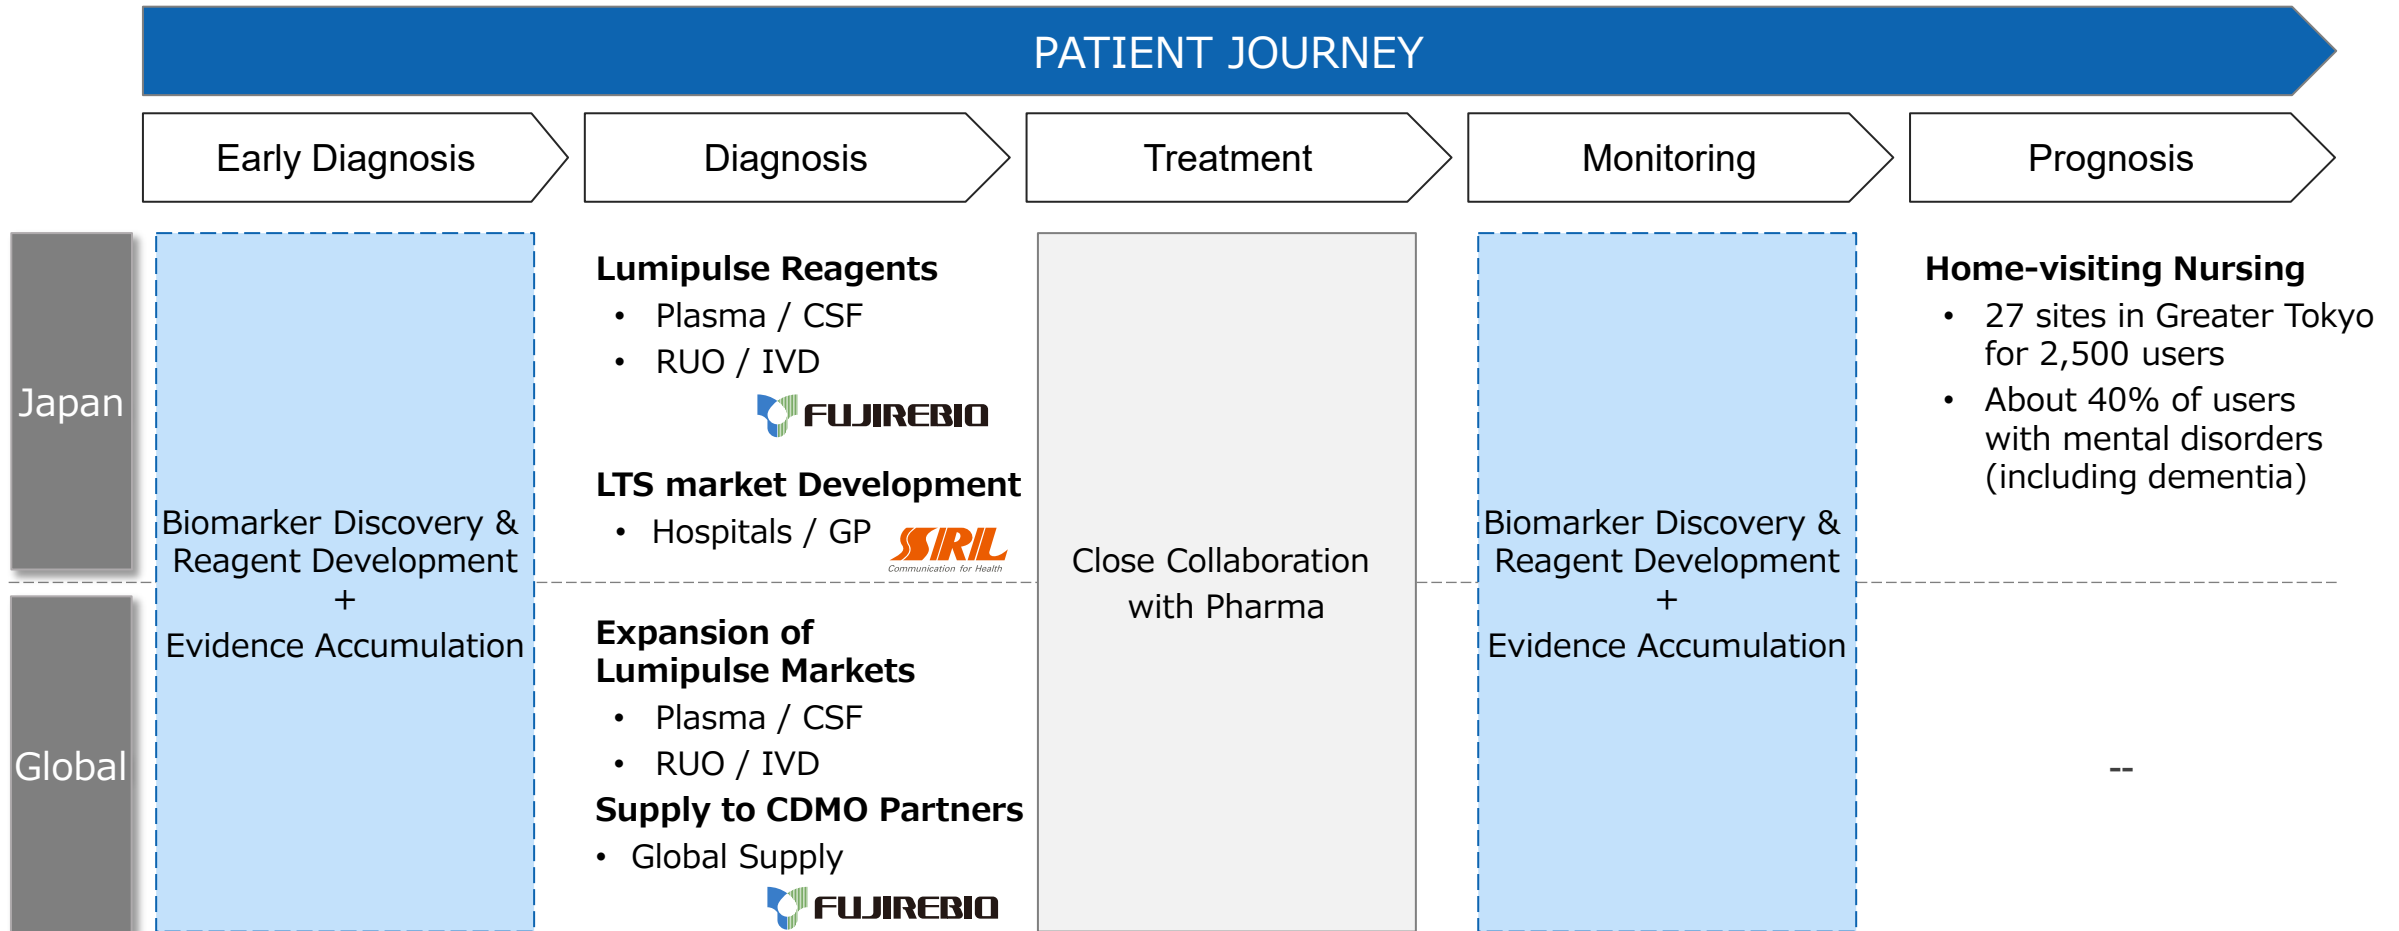 PATIENT JOURNEY
Early Diagnosis
Diagnosis
Treatment
Monitoring
Prognosis
Japan
Global
Biomarker Discovery &
Reagent Development
+
Evidence Accumulation
Lumipulse Reagents
• Plasma / CSF
• RUO / IVD
FUJIREBIO
LTS market Development
• Hospitals / GP
SRL
Communication for Health
Expansion of
Lumipulse Markets
• Plasma / CSF
• RUO / IVD
Supply to CDMO Partners
• Global Supply
FUJIREBIO
Close Collaboration
with Pharma
Biomarker Discovery &
Reagent Development
+
Evidence Accumulation
Home-visiting Nursing
• 27 sites in Greater Tokyo
for 2,500 users
• About 40% of users
with mental disorders
(including dementia)
--